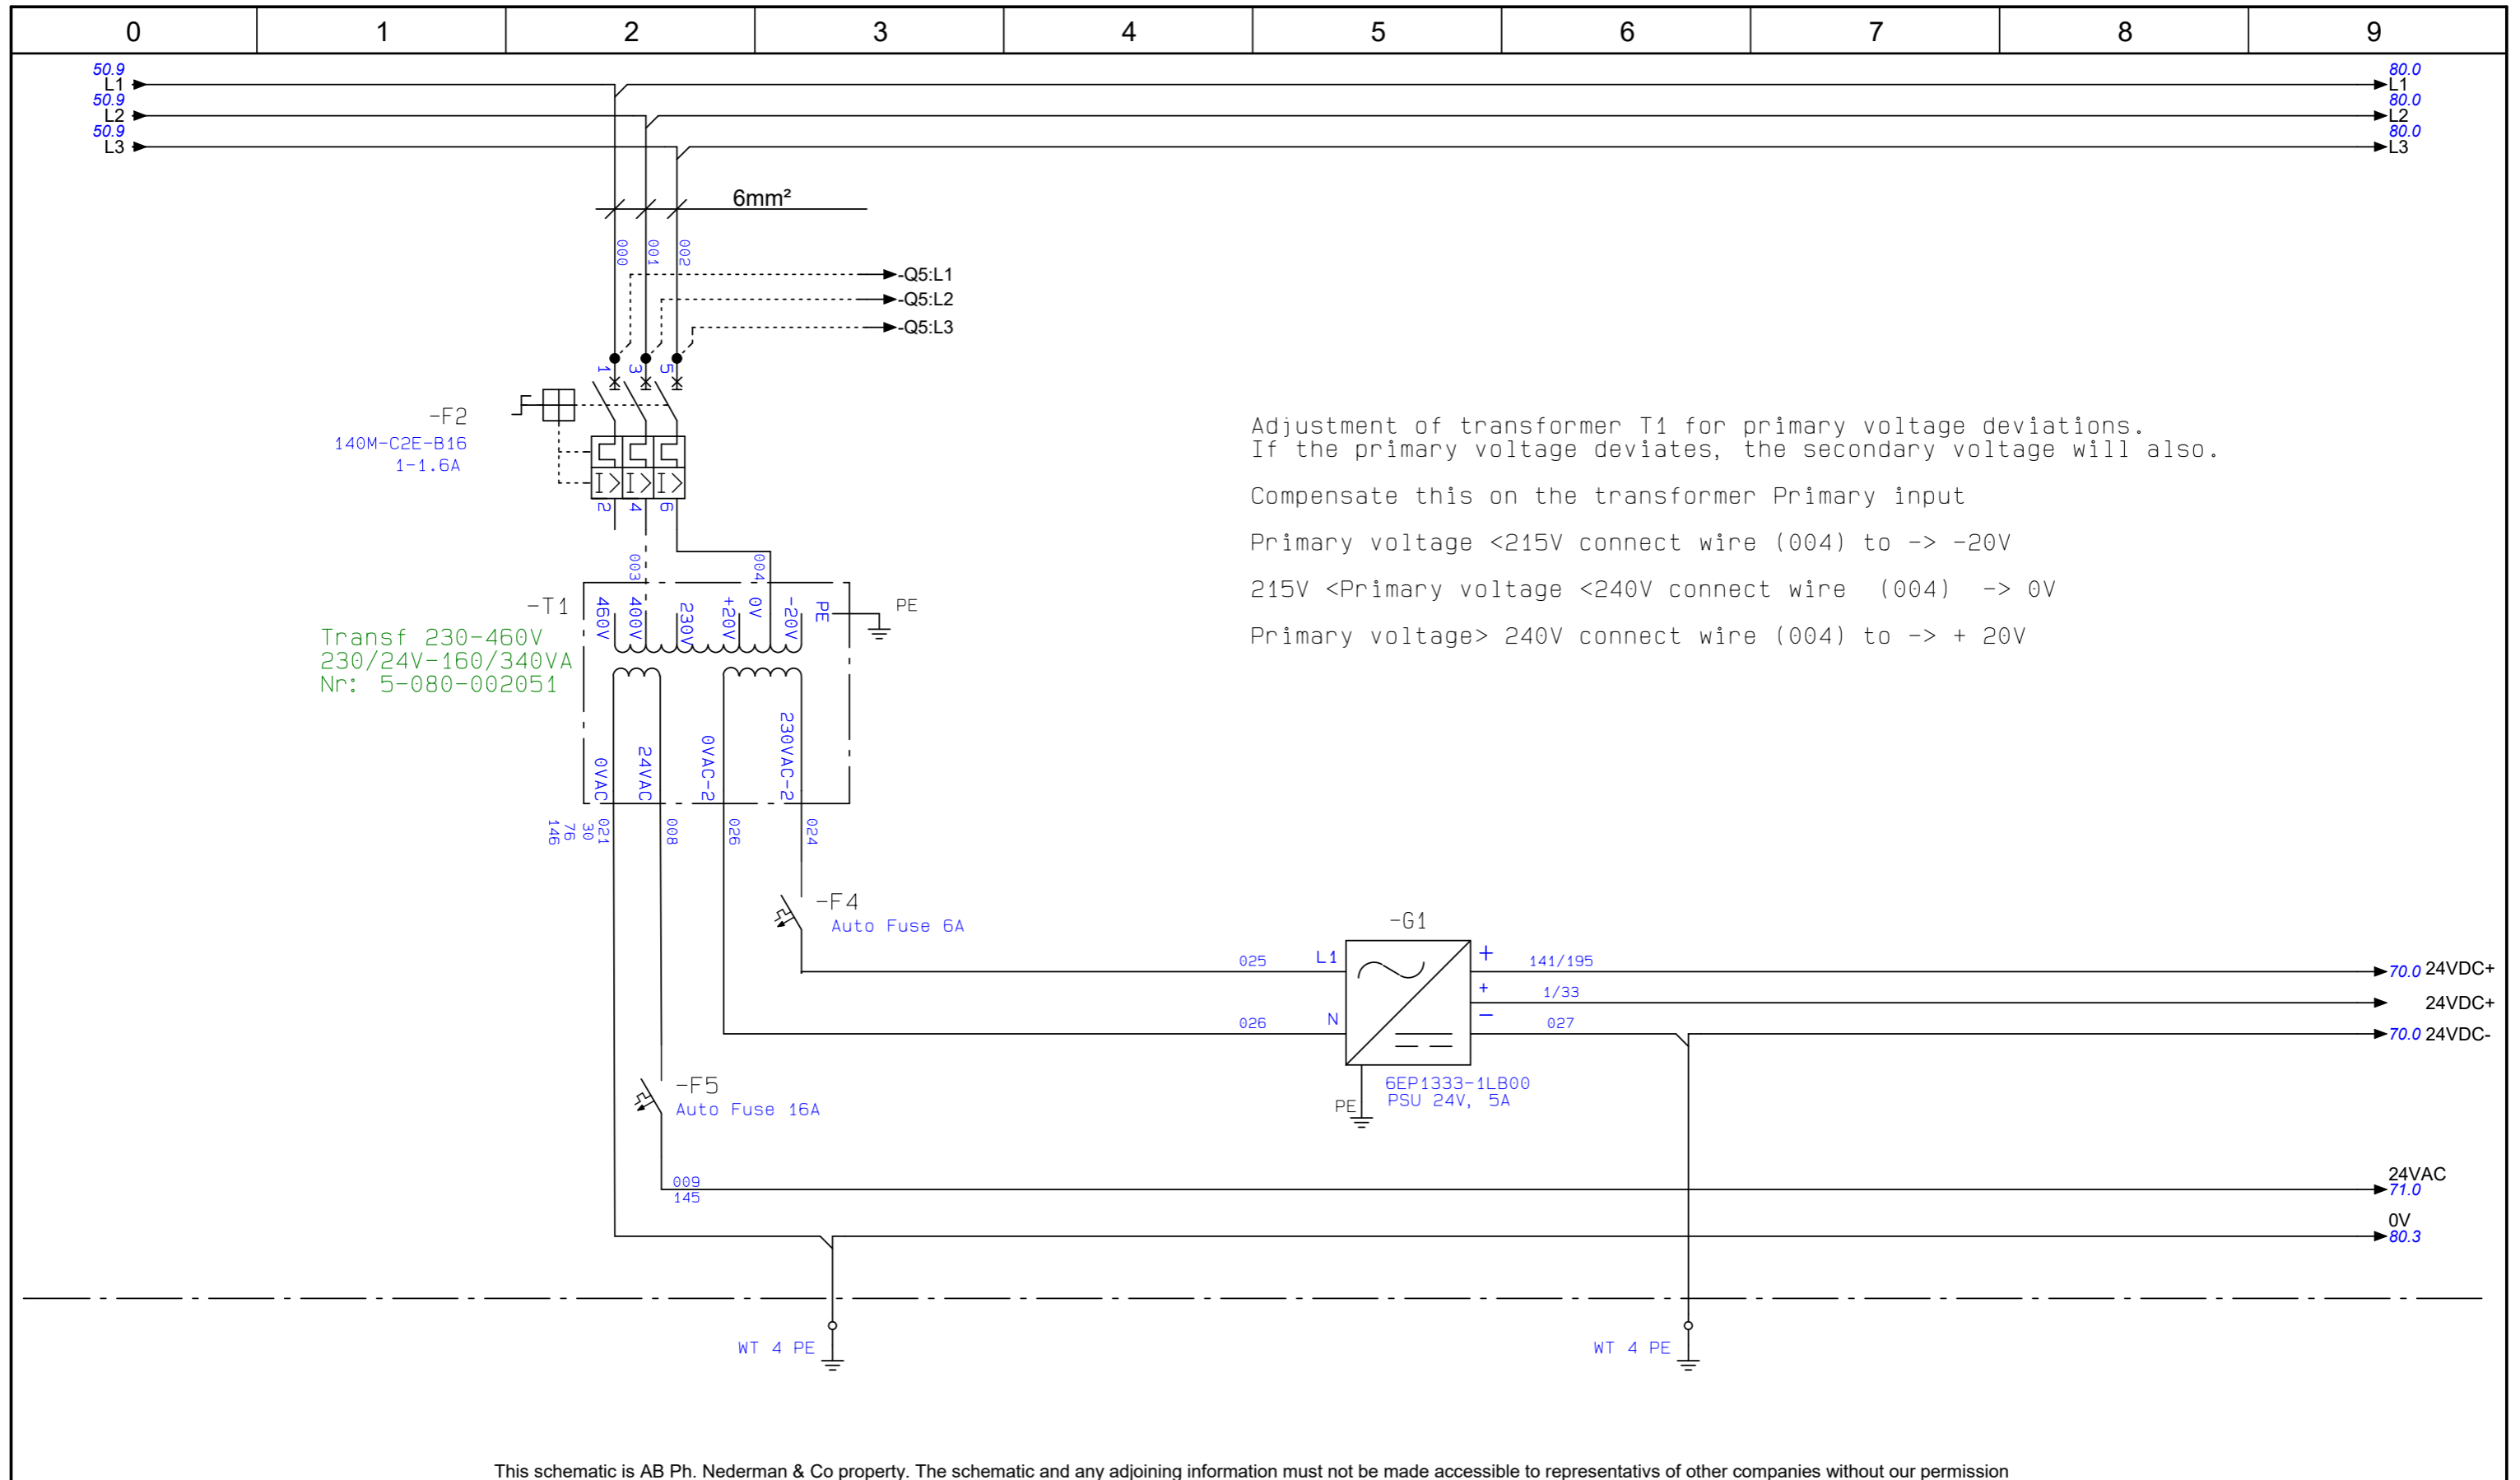 0 1 2 3 4 5 6 7 8 9
50.9 80.0
L1 L1
50.9 80.0
L2 L2
50.9 80.0
L3 L3
6mm²
000 001 002
-Q5:L1
-Q5:L2
-Q5:L3
1 3 5
-F2
140M-C2E-B16
1-1.6A
I> I> I>
2 4 6
Adjustment of transformer T1 for primary voltage deviations.
If the primary voltage deviates, the secondary voltage will also.
Compensate this on the transformer Primary input
Primary voltage <215V connect wire (004) to -> -20V
215V <Primary voltage <240V connect wire (004) -> 0V
Primary voltage> 240V connect wire (004) to -> + 20V
003 004
-T1
460V 400V 230V +20V 0V -20V PE
PE
Transf 230-460V
230/24V-160/340VA
Nr: 5-080-002051
0VAC 24VAC 0VAC-2 230VAC-2
146 76 30 021 008 026 024
-F4
Auto Fuse 6A
-G1
025 L1 + 141/195 70.0 24VDC+
+ 1/33 24VDC+
026 N - 027 70.0 24VDC-
6EP1333-1LB00
PSU 24V, 5A
PE
-F5
Auto Fuse 16A
009
145
24VAC
71.0
0V
80.3
WT 4 PE WT 4 PE
This schematic is AB Ph. Nederman & Co property. The schematic and any adjoining information must not be made accessible to representativs of other companies without our permission